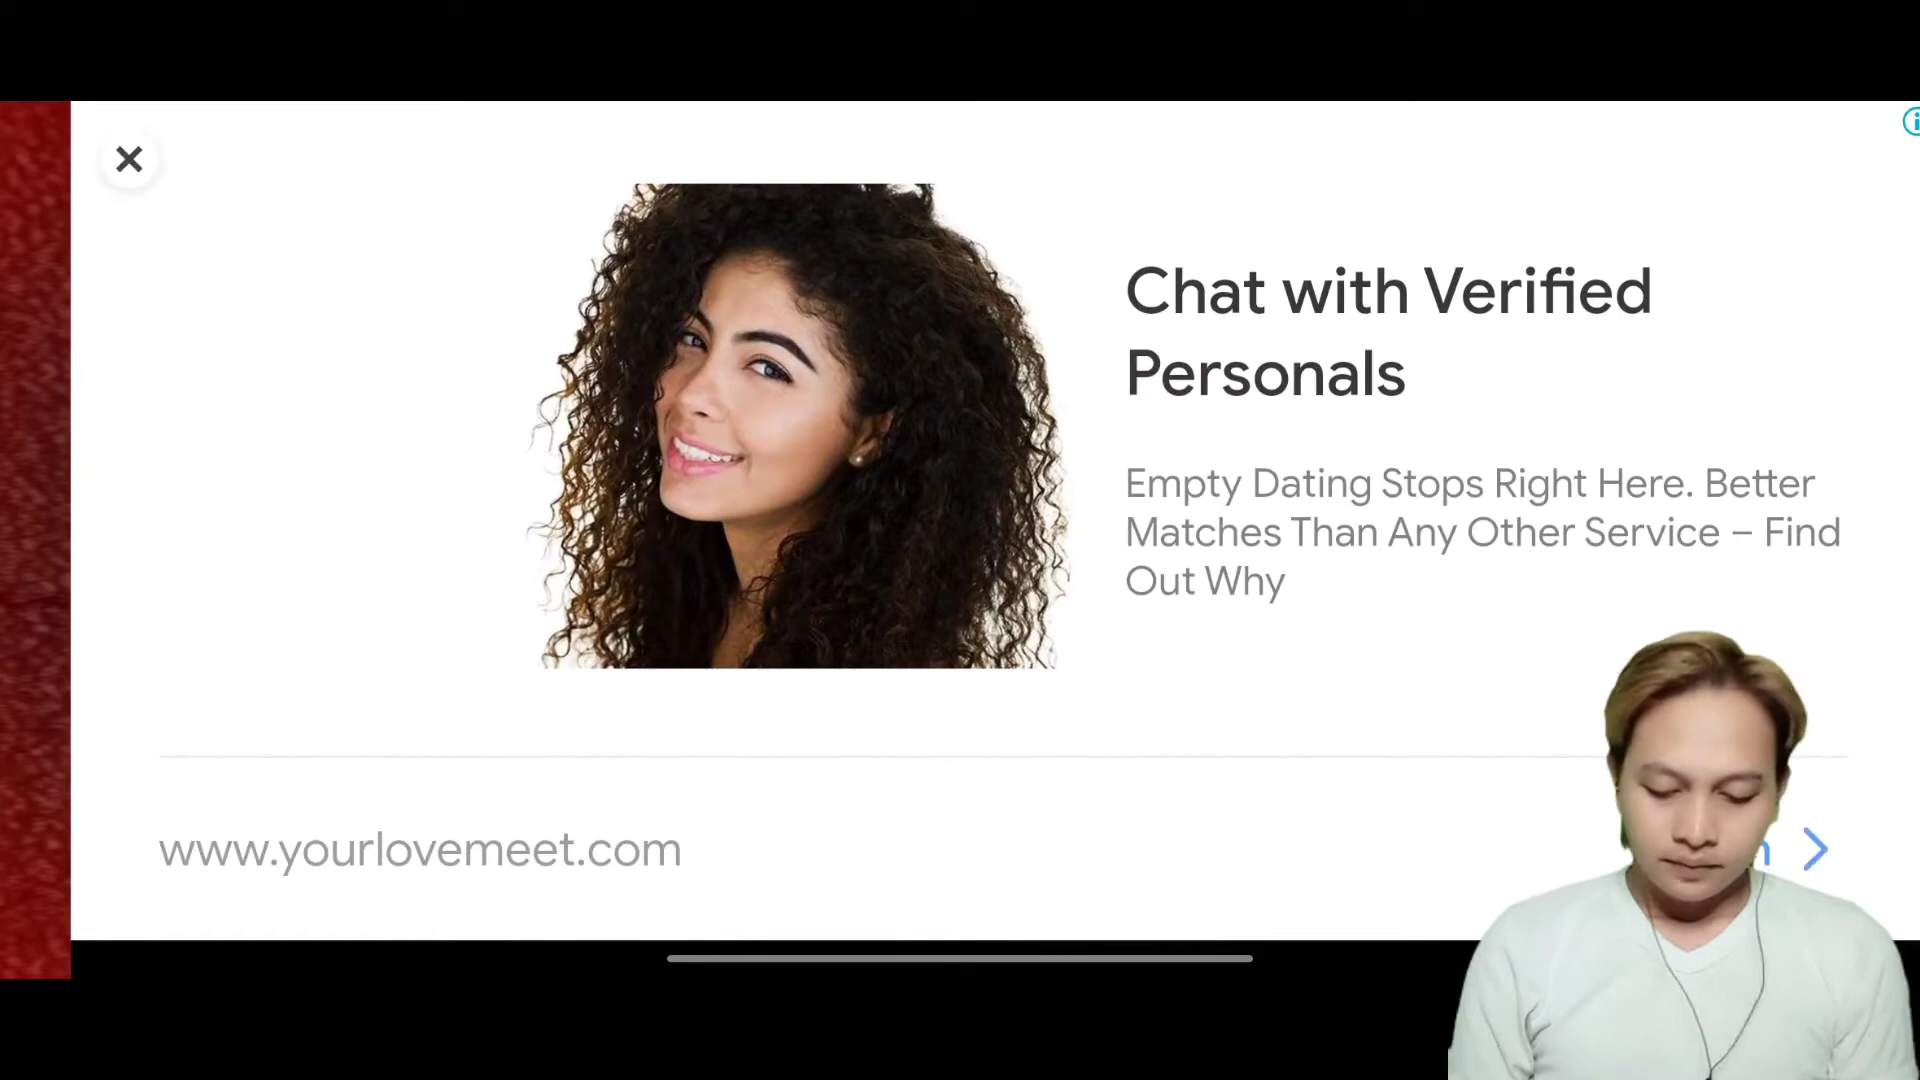 Chat with Verified
Personals
Empty Dating Stops Right Here. Better
Matches Than Any Other Service – Find
Out Why
www.yourlovemeet.com